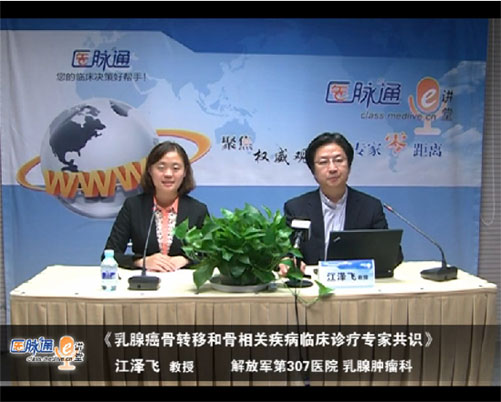 医脉通
您的临床决策好帮手!
WWW
医脉通
e讲堂
class.medlive.cn
聚焦权威观 专家零距离
江泽飞 教授
医脉通
e讲堂
《乳腺癌骨转移和骨相关疾病临床诊疗专家共识》
江泽飞 教授 解放军第307医院 乳腺肿瘤科